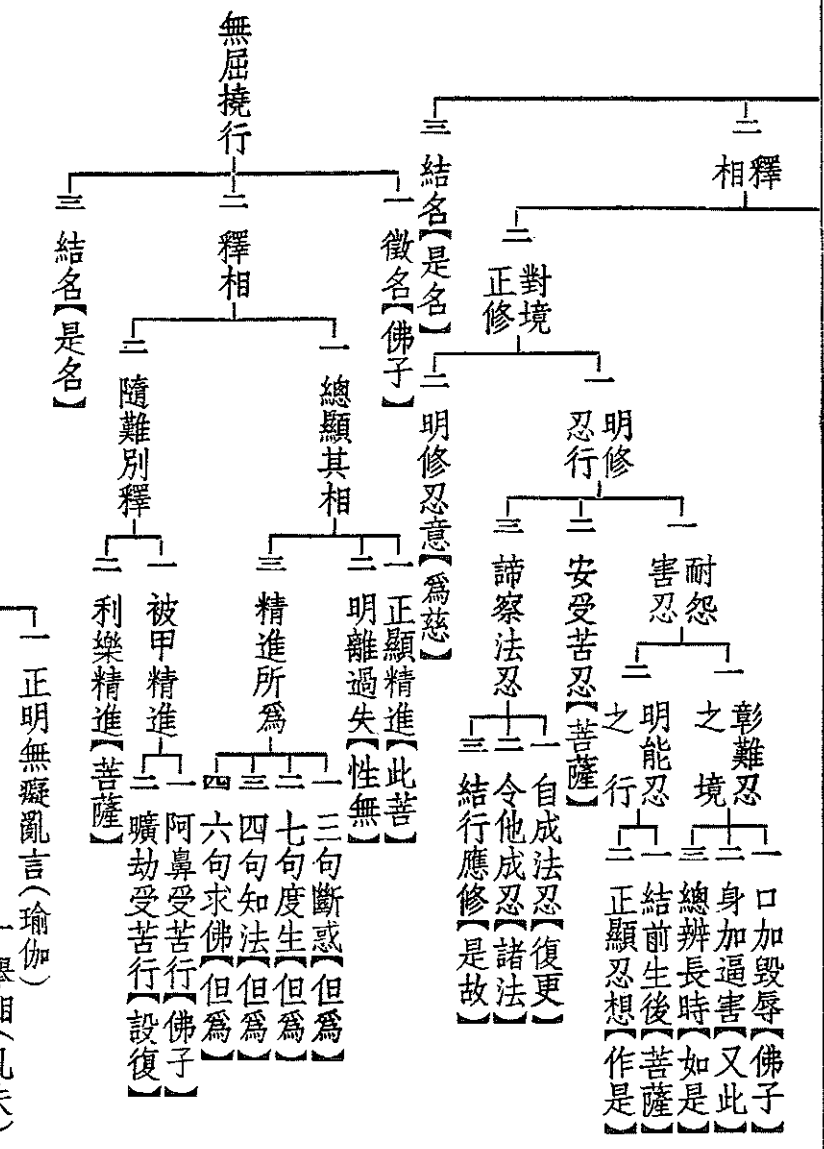 二 釋相
二 對境正修
一 明修忍行
一 耐怨害忍
一 彰難忍之境
一 口加毀辱【佛子】
二 身加逼害【又此】
三 總辨長時【如是】
二 明能忍之行
一 結前生後【菩薩】
二 正顯忍想【作是】
二 安受苦忍【菩薩】
三 諦察法忍
一 自成法忍【復更】
二 令他成忍【諸法】
三 結行應修【是故】
二 明修忍意【爲慈】
三 結名【是名】
無屈撓行
一 徵名【佛子】
二 釋相
一 總顯其相
一 正顯精進【此菩】
二 明離過失【性無】
三 精進所爲
一 三句斷惑【但爲】
二 七句度生【但爲】
三 四句知法【但爲】
四 六句求佛【但爲】
二 隨難別釋
一 被甲精進
一 阿鼻受苦行【佛子】
二 曠劫受苦行【設復】
二 利樂精進【菩薩】
三 結名【是名】
一 正明無癡亂言(瑜伽)